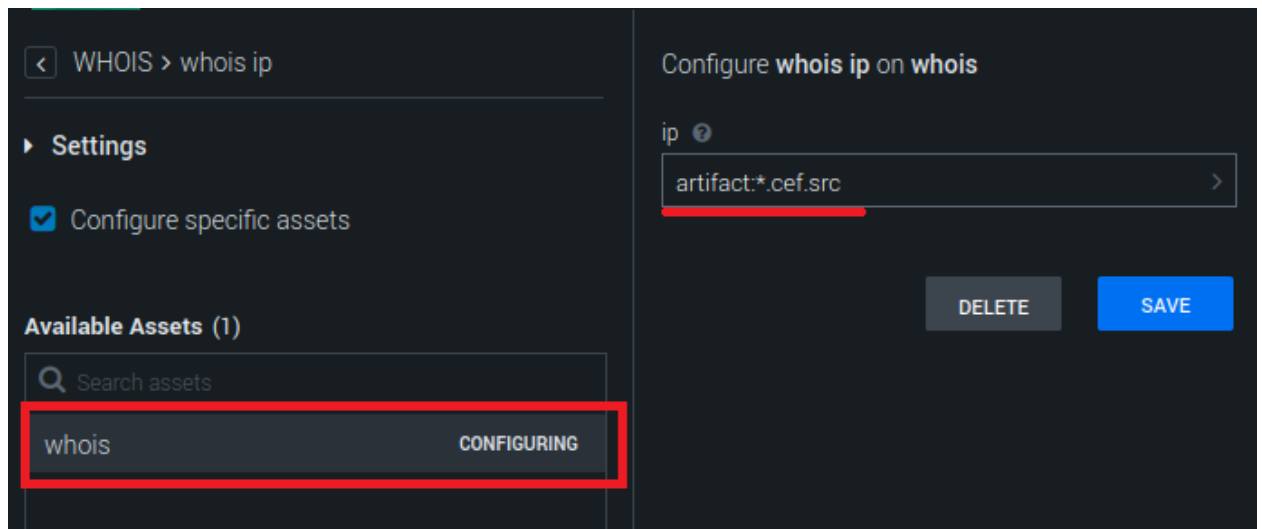 WHOIS > whois ip
Settings
Configure specific assets
Available Assets (1)
Search assets
whois CONFIGURING
Configure whois ip on whois
ip
artifact:*.cef.src
DELETE SAVE